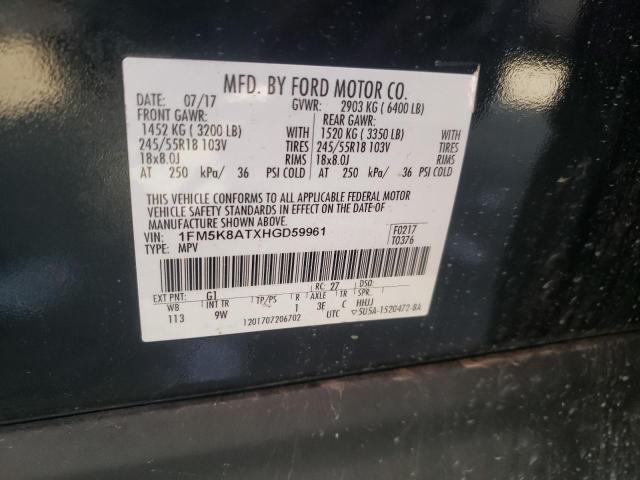 MFD. BY FORD MOTOR CO.
DATE: 07/17 GVWR: 2903 KG ( 6400 LB)
FRONT GAWR: REAR GAWR:
1452 KG ( 3200 LB) WITH 1520 KG ( 3350 LB) WITH
245/55R18 103V TIRES 245/55R18 103V TIRES
18x8.0J RIMS 18x8.0J RIMS
AT 250 kPa/ 36 PSI COLD AT 250 kPa/ 36 PSI COLD
THIS VEHICLE CONFORMS TO ALL APPLICABLE FEDERAL MOTOR
VEHICLE SAFETY STANDARDS IN EFFECT ON THE DATE OF
MANUFACTURE SHOWN ABOVE.
VIN: 1FM5K8ATXHGD59961 F0217
TYPE: MPV T0376
EXT PNT: G1 RC: 27 DSO:
WB INT TR TP/PS R AXLE TR SPR
113 9W 1 3E C HHJJ
1201707206702 UTC ▽5U5A-1520472-BA